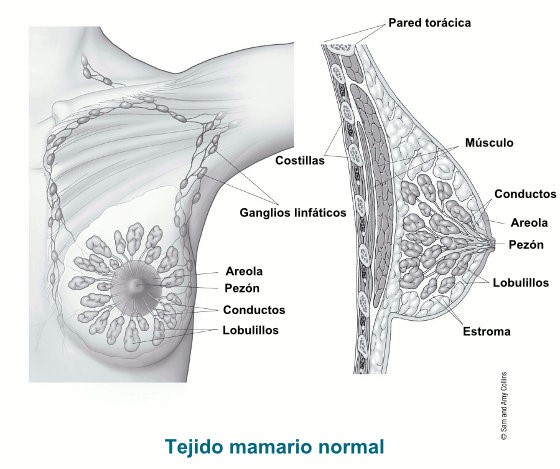 Pared torácica
Costillas
Músculo
Ganglios linfáticos
Conductos
Areola
Pezón
Lobulillos
Estroma
Areola
Pezón
Conductos
Lobulillos
© Sam and Amy Collins
Tejido mamario normal